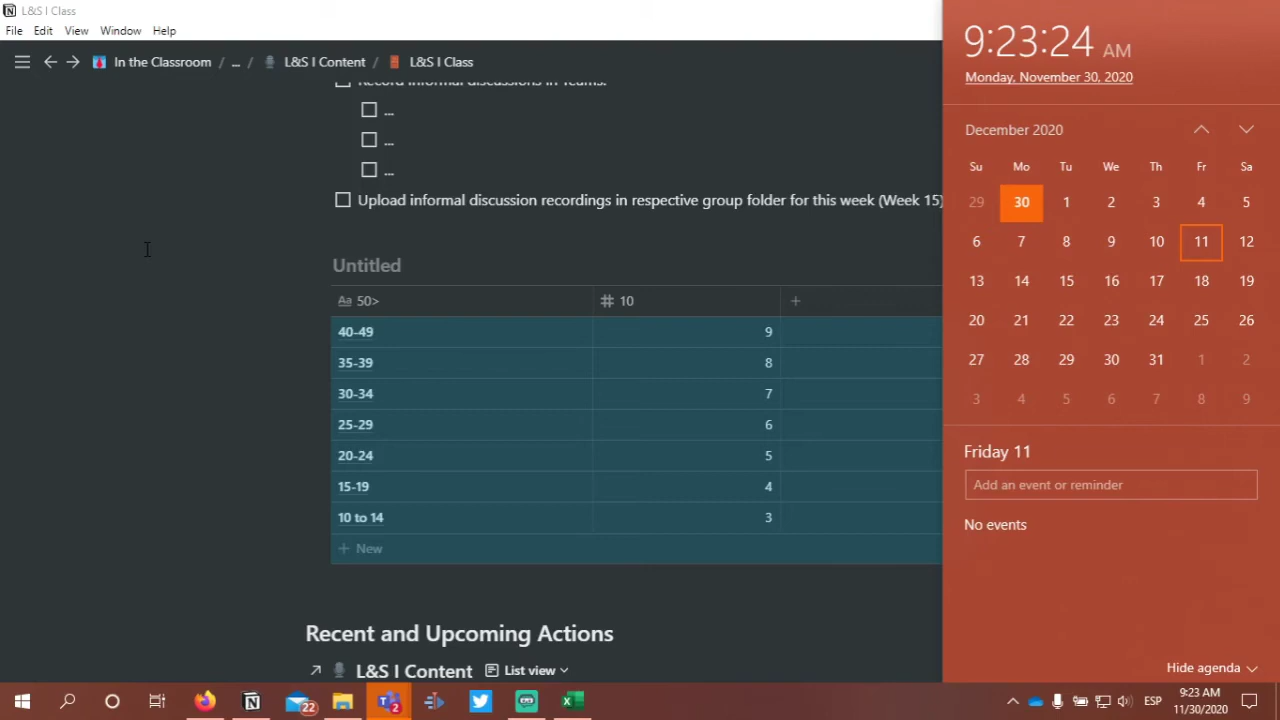 L&S I Class
File Edit View Window Help
In the Classroom / ... / L&S I Content / L&S I Class
Record informal discussions in Teams.
...
...
...
Upload informal discussion recordings in respective group folder for this week (Week 15)
Untitled
Aa 50> # 10 +
40-49 9
35-39 8
30-34 7
25-29 6
20-24 5
15-19 4
10 to 14 3
+ New
Recent and Upcoming Actions
L&S I Content List view
9:23:24 AM
Monday, November 30, 2020
December 2020
Su Mo Tu We Th Fr Sa
29 30 1 2 3 4 5
6 7 8 9 10 11 12
13 14 15 16 17 18 19
20 21 22 23 24 25 26
27 28 29 30 31 1 2
3 4 5 6 7 8 9
Friday 11
Add an event or reminder
No events
Hide agenda
22
2
ESP
9:23 AM
11/30/2020